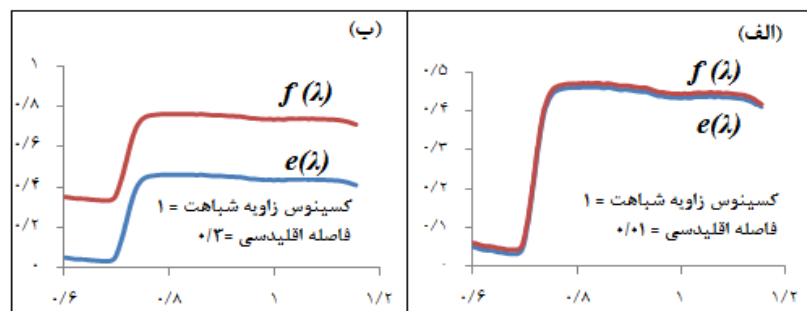 (الف)
۰/۵
۰/۴
۰/۳
۰/۲
۰/۱
۰
f (λ)
e(λ)
کسینوس زاویه شباهت = ۱
فاصله اقلیدسی = ۰/۰۱
۰/۶ ۰/۸ ۱ ۱/۲
(ب)
۱
۰/۸
۰/۶
۰/۴
۰/۲
۰
f (λ)
e(λ)
کسینوس زاویه شباهت = ۱
فاصله اقلیدسی =۰/۳
۰/۶ ۰/۸ ۱ ۱/۲